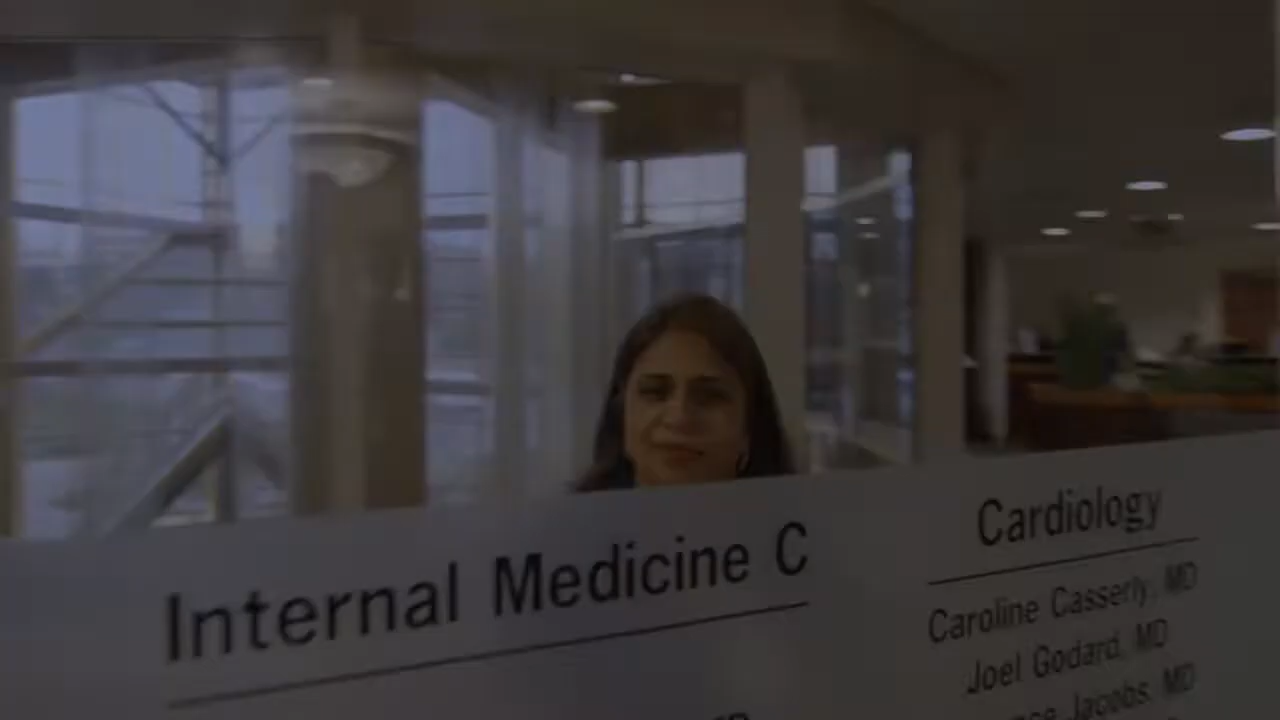 Internal Medicine C
Cardiology
Caroline Casserly, MD
Joel Godard, MD
Jacobs, MD